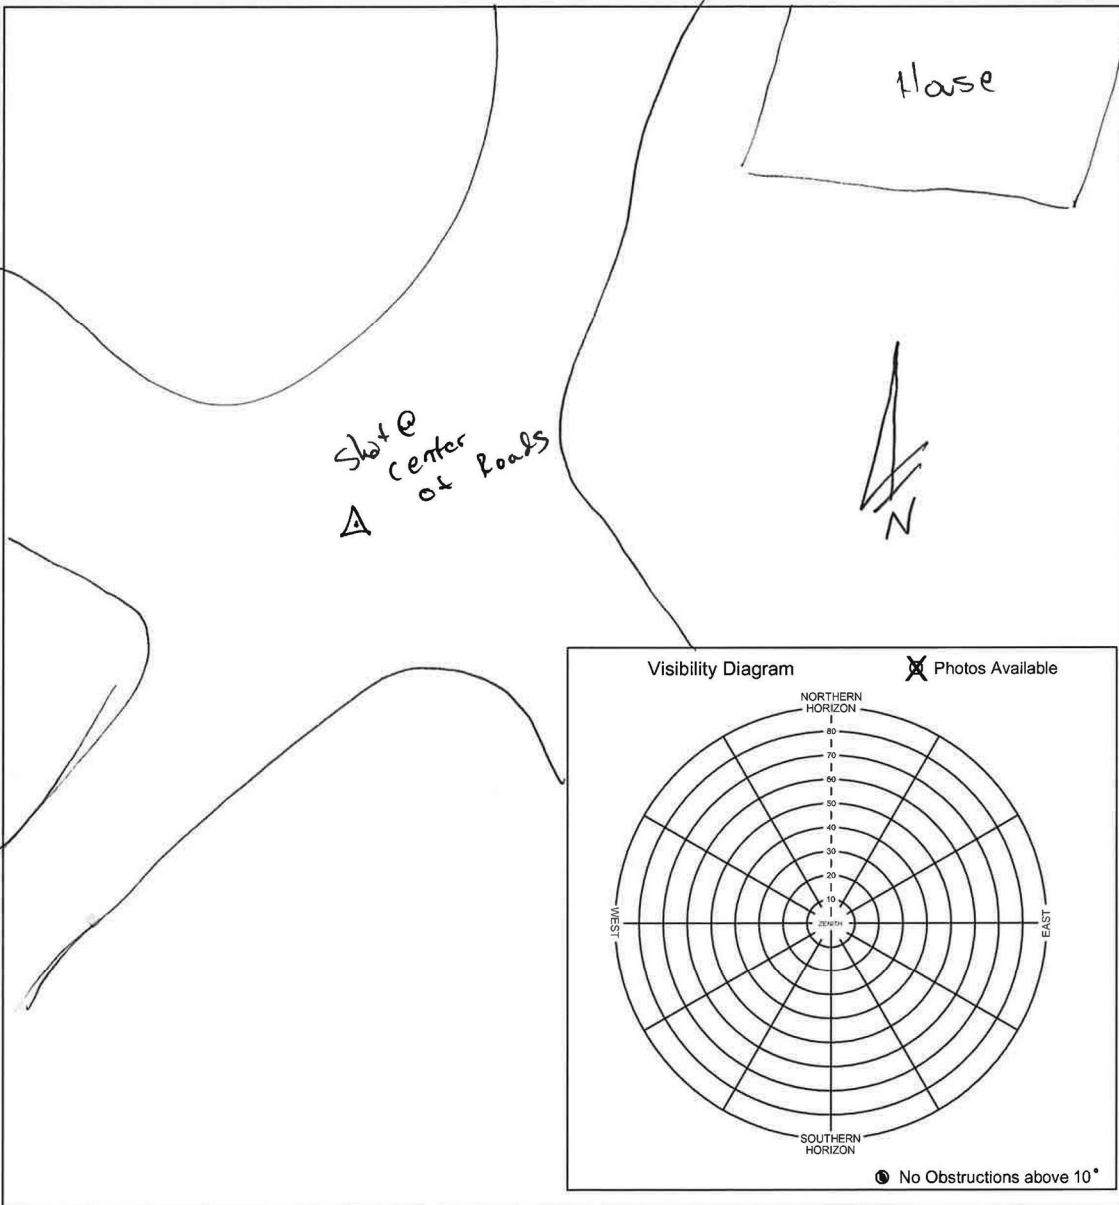 House
Shot @
center
of Roads
N
Visibility Diagram
Photos Available
NORTHERN
HORIZON
80
70
60
50
40
30
20
10
ZENITH
WEST
EAST
SOUTHERN
HORIZON
No Obstructions above 10°